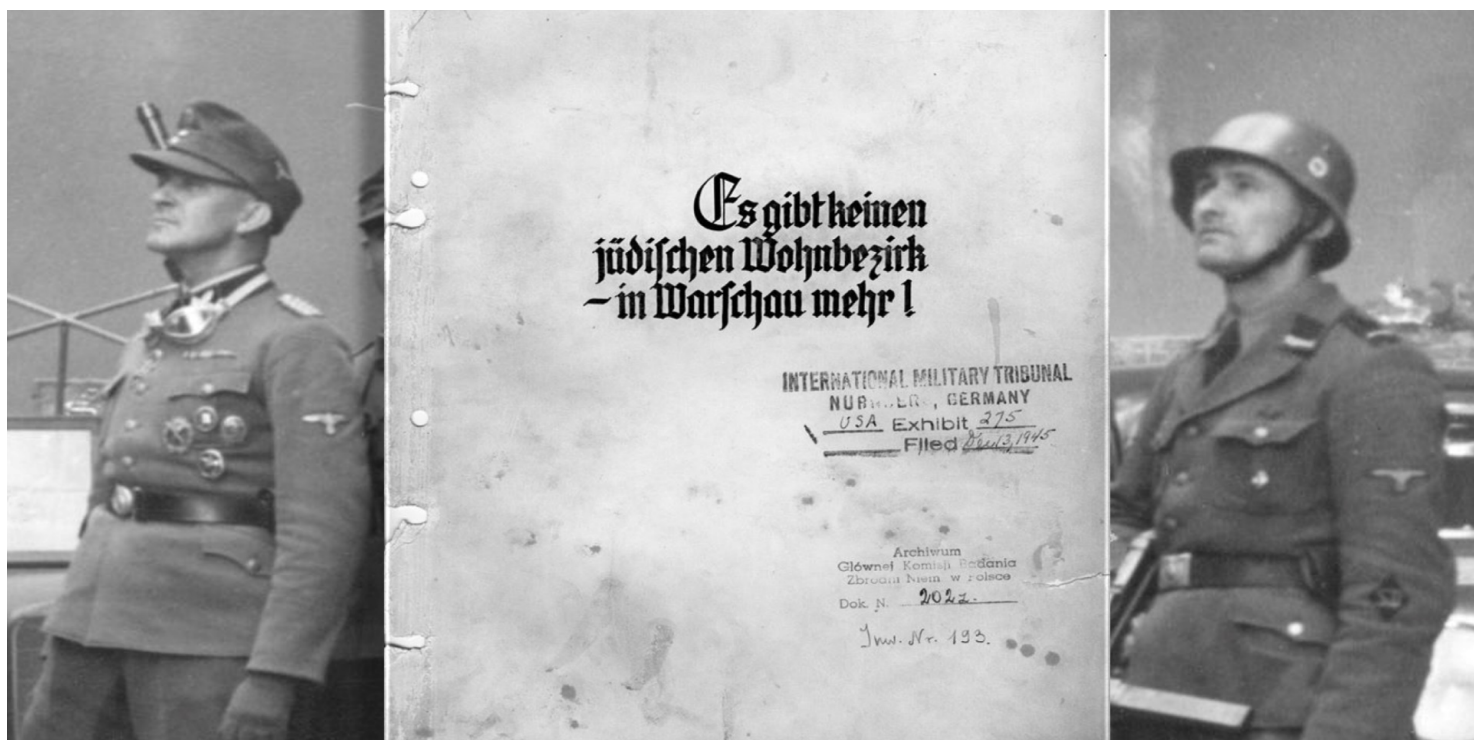 Es gibt keinen
jüdischen Wohnbezirk
– in Warschau mehr!
INTERNATIONAL MILITARY TRIBUNAL
GERMANY
USA Exhibit 275
Filed Dec 13, 1945
Archiwum
Głównej Komisji Badania
Zbrodni Niem. w Polsce
Dok. N.
Inw. Nr. 193.